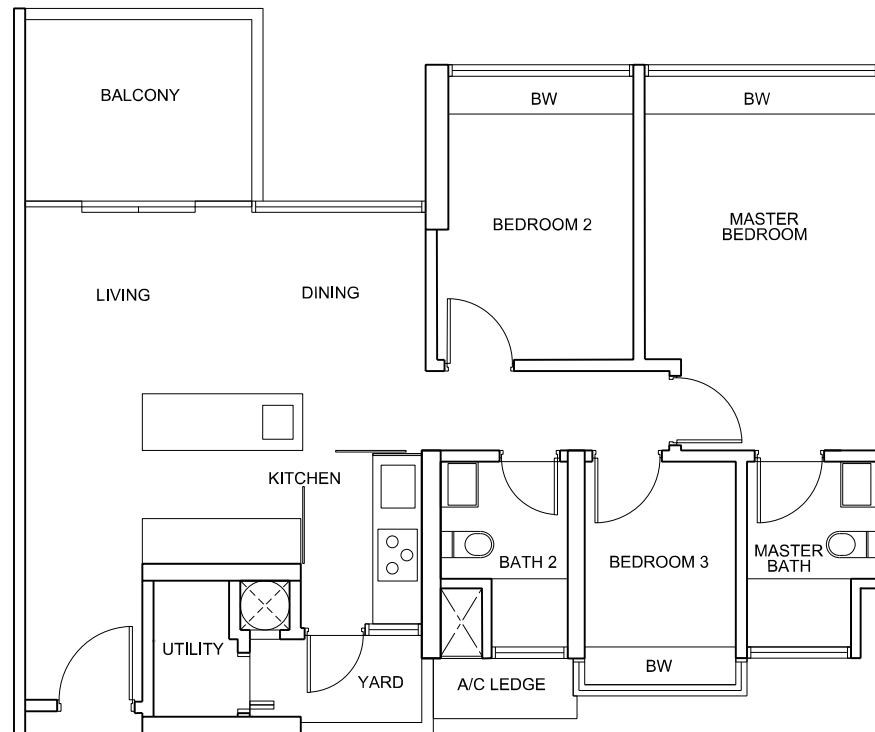 BALCONY
BW
BW
BEDROOM 2
MASTER
BEDROOM
LIVING
DINING
KITCHEN
BATH 2
BEDROOM 3
MASTER
BATH
UTILITY
YARD
A/C LEDGE
BW